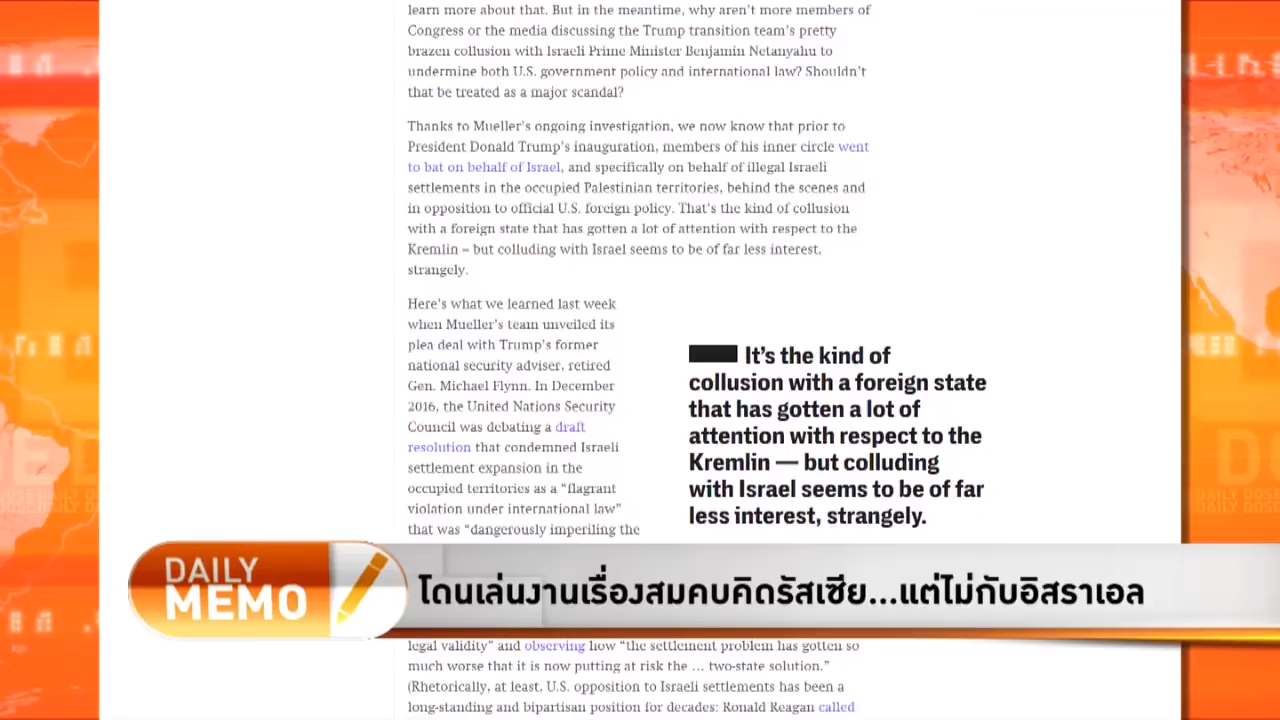 learn more about that. But in the meantime, why aren't more members of
Congress or the media discussing the Trump transition team's pretty
brazen collusion with Israeli Prime Minister Benjamin Netanyahu to
undermine both U.S. government policy and international law? Shouldn't
that be treated as a major scandal?
Thanks to Mueller's ongoing investigation, we now know that prior to
President Donald Trump's inauguration, members of his inner circle went
to bat on behalf of Israel, and specifically on behalf of illegal Israeli
settlements in the occupied Palestinian territories, behind the scenes and
in opposition to official U.S. foreign policy. That's the kind of collusion
with a foreign state that has gotten a lot of attention with respect to the
Kremlin – but colluding with Israel seems to be of far less interest,
strangely.
Here's what we learned last week
when Mueller's team unveiled its
plea deal with Trump's former
national security adviser, retired
Gen. Michael Flynn. In December
2016, the United Nations Security
Council was debating a draft
resolution that condemned Israeli
settlement expansion in the
occupied territories as a “flagrant
violation under international law”
that was “dangerously imperiling the
It's the kind of
collusion with a foreign state
that has gotten a lot of
attention with respect to the
Kremlin — but colluding
with Israel seems to be of far
less interest, strangely.
DAILY
MEMO
โดนเล่นงานเรื่องสมคบคิดรัสเซีย...แต่ไม่กับอิสราเอล
legal validity” and observing how “the settlement problem has gotten so
much worse that it is now putting at risk the … two-state solution.”
(Rhetorically, at least, U.S. opposition to Israeli settlements has been a
long-standing and bipartisan position for decades: Ronald Reagan called